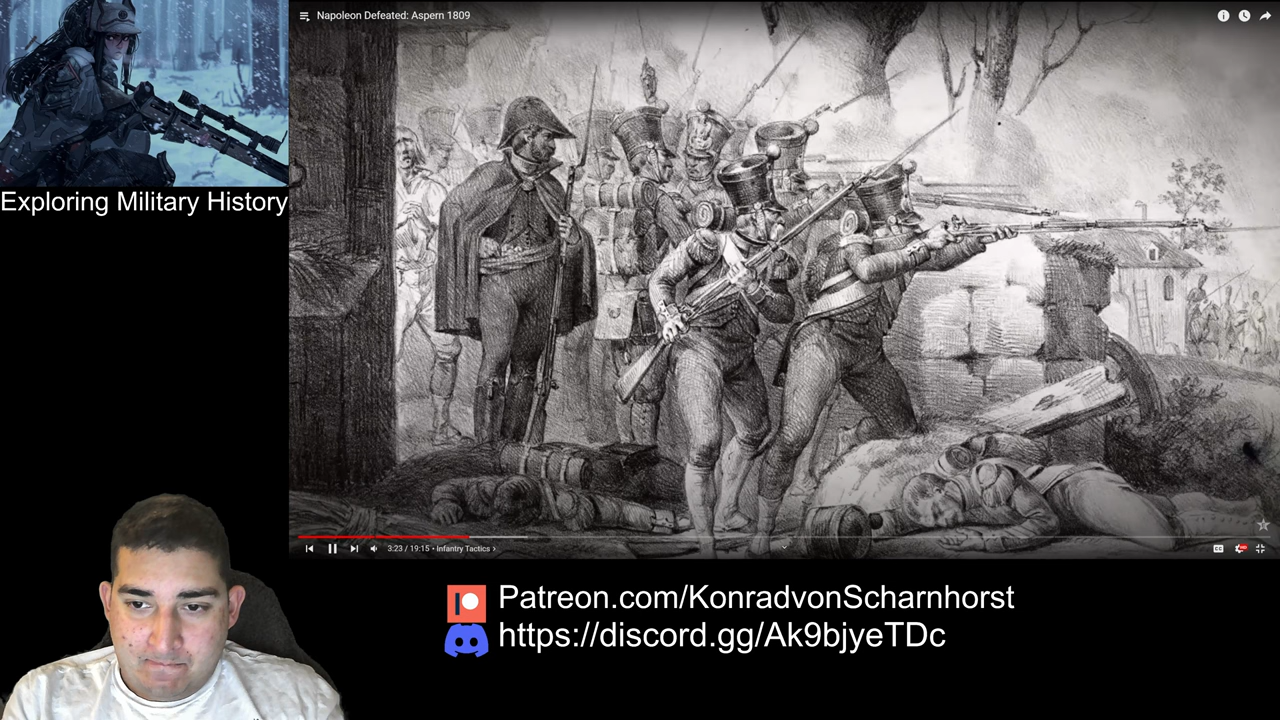 Napoleon Defeated: Aspern 1809
Exploring Military History
3:23 / 19:15 • Infantry Tactics >
Patreon.com/KonradvonScharnhorst
https://discord.gg/Ak9bjyeTDc